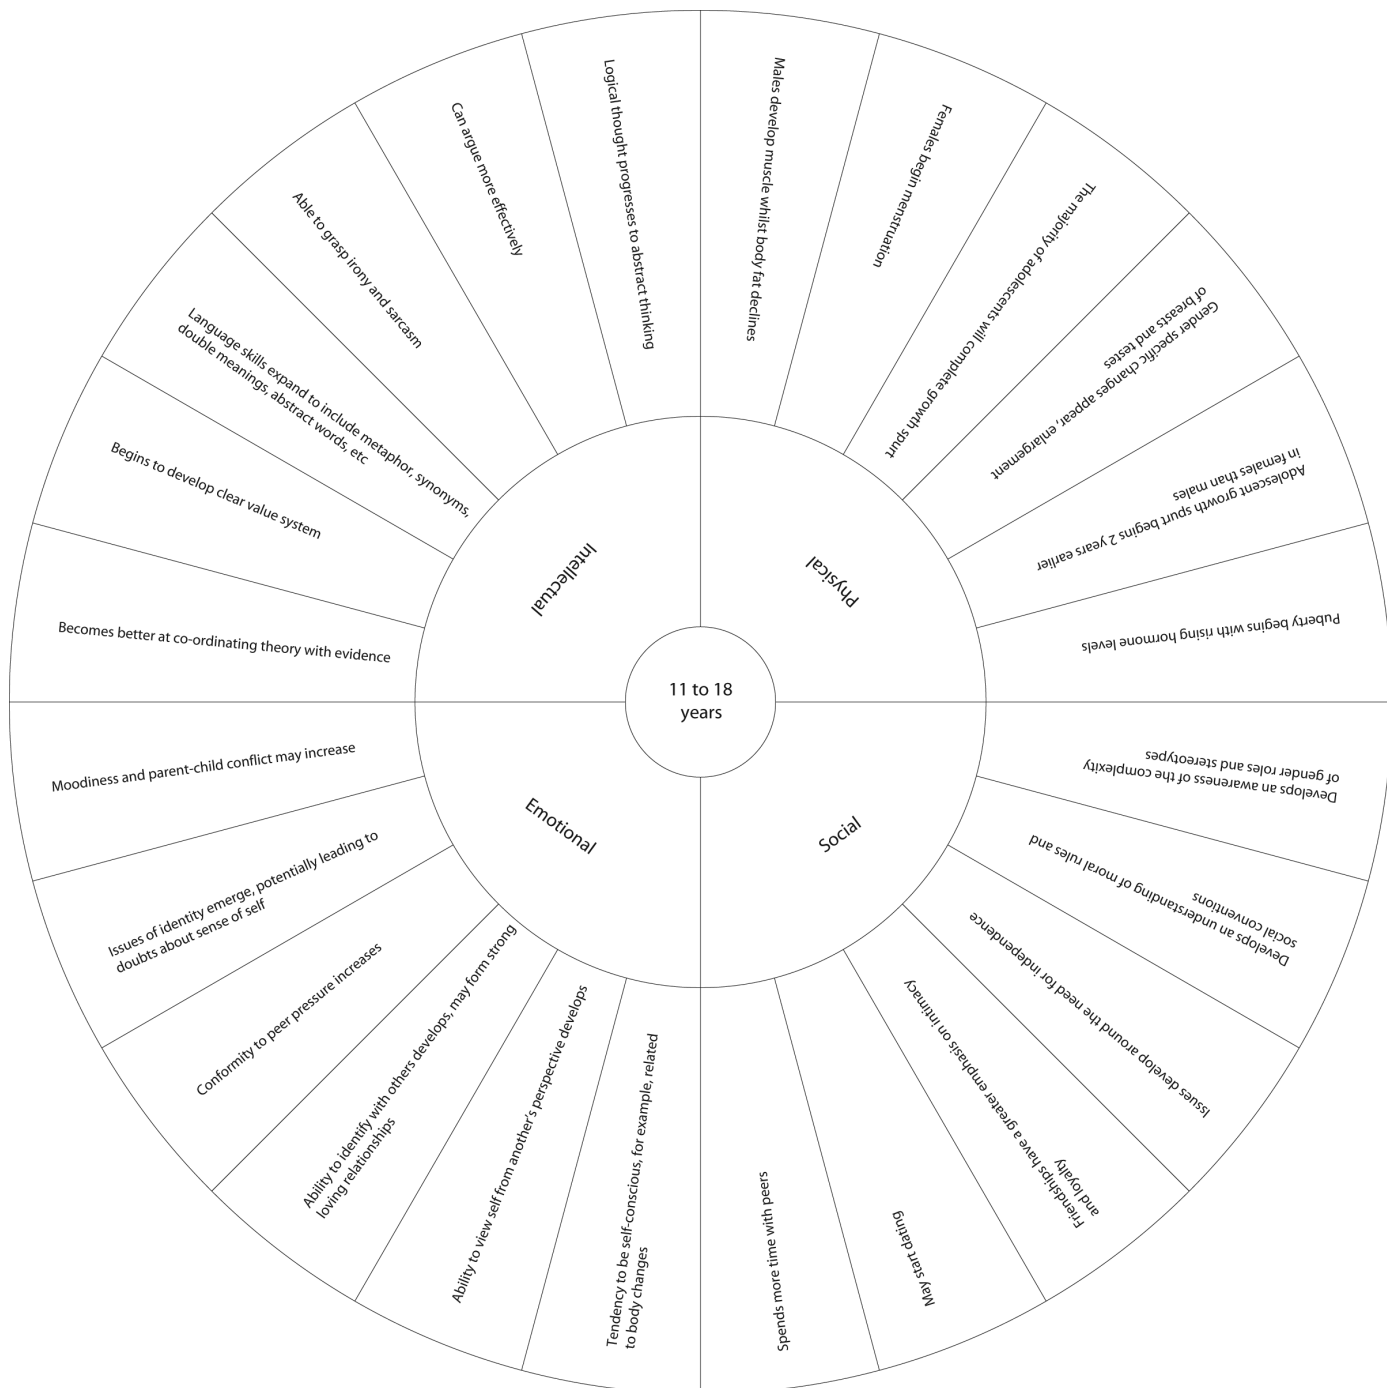 11 to 18
years
Physical
Males develop muscle whilst body fat declines
Females begin menstruation
The majority of adolescents will complete growth spurt
Gender specific changes appear, enlargement
of breasts and testes
Adolescent growth spurt begins 2 years earlier
in females than males
Puberty begins with rising hormone levels
Social
Develops an awareness of the complexity
of gender roles and stereotypes
Develops an understanding of moral rules and
social conventions
Issues develop around the need for independence
Friendships have a greater emphasis on intimacy
and loyalty
May start dating
Spends more time with peers
Emotional
Tendency to be self-conscious, for example, related
to body changes
Ability to view self from another's perspective develops
Ability to identify with others develops, may form strong
loving relationships
Conformity to peer pressure increases
Issues of identity emerge, potentially leading to
doubts about sense of self
Moodiness and parent-child conflict may increase
Intellectual
Becomes better at co-ordinating theory with evidence
Begins to develop clear value system
Language skills expand to include metaphor, synonyms,
double meanings, abstract words, etc
Able to grasp irony and sarcasm
Can argue more effectively
Logical thought progresses to abstract thinking